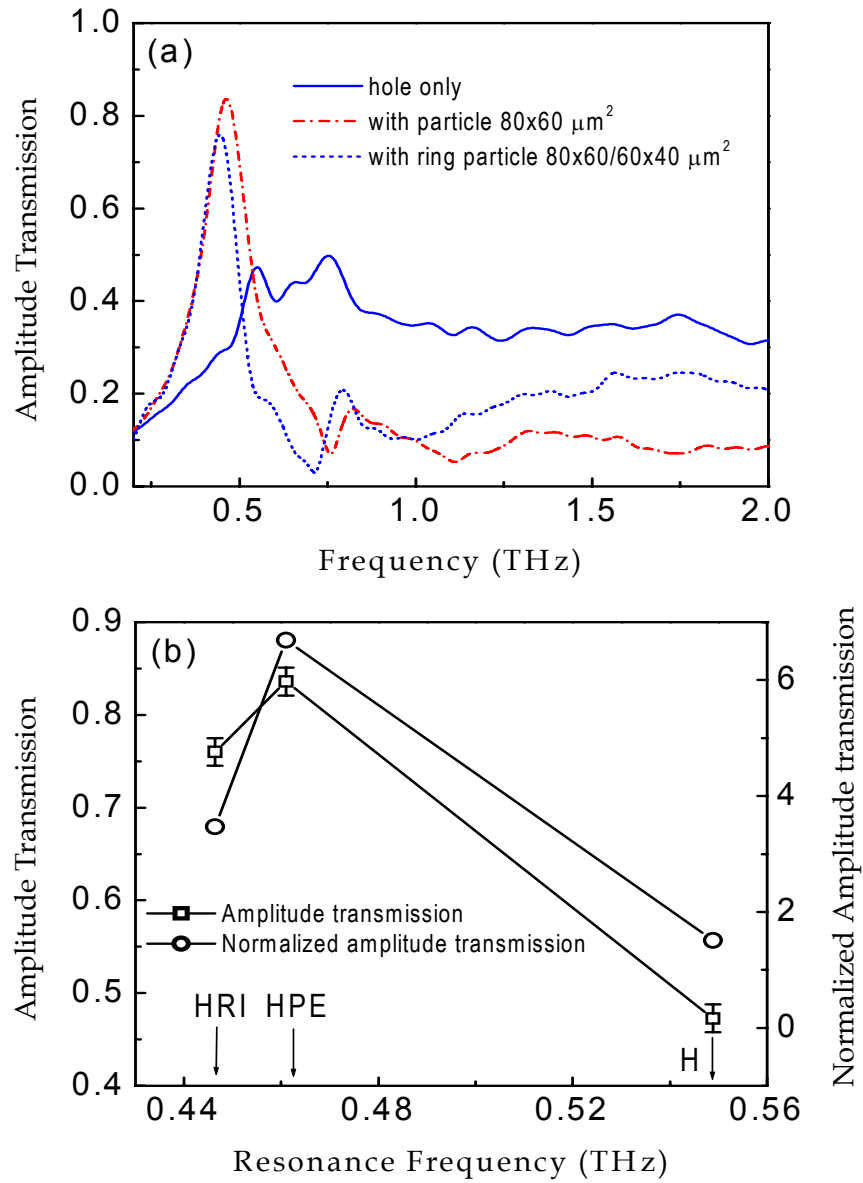 (a)
hole only
with particle 80x60 μm²
with ring particle 80x60/60x40 μm²
1.0
0.8
0.6
0.4
0.2
0.0
Amplitude Transmission
0.5 1.0 1.5 2.0
Frequency (THz)
(b)
0.9
0.8
0.7
0.6
0.5
0.4
Amplitude Transmission
6
4
2
0
Normalized Amplitude transmission
Amplitude transmission
Normalized amplitude transmission
HRI HPE
H
0.44 0.48 0.52 0.56
Resonance Frequency (THz)